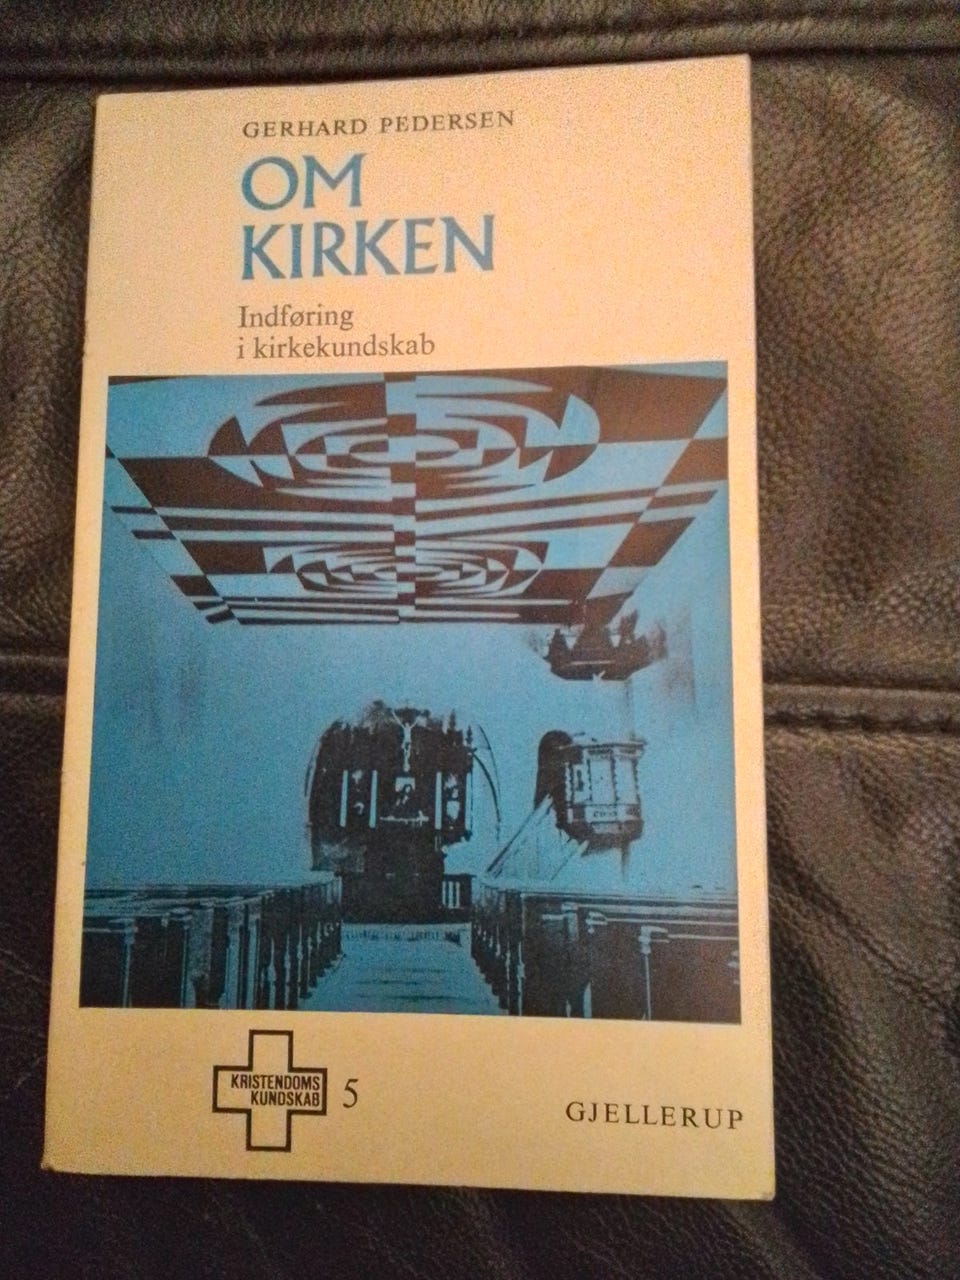 GERHARD PEDERSEN
OM
KIRKEN
Indføring
i kirkekundskab
KRISTENDOMS
KUNDSKAB
5
GJELLERUP